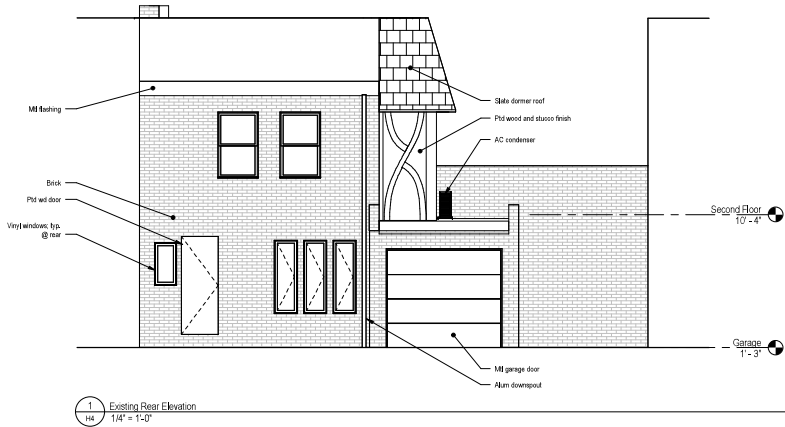 Mtl flashing
Slate dormer roof
Ptd wood and stucco finish
AC condenser
Brick
Ptd wd door
Vinyl windows; typ.
@ rear
Second Floor
10' - 4"
Garage
1' - 3"
Mtl garage door
Alum downspout
1
H4
Existing Rear Elevation
1/4" = 1'-0"